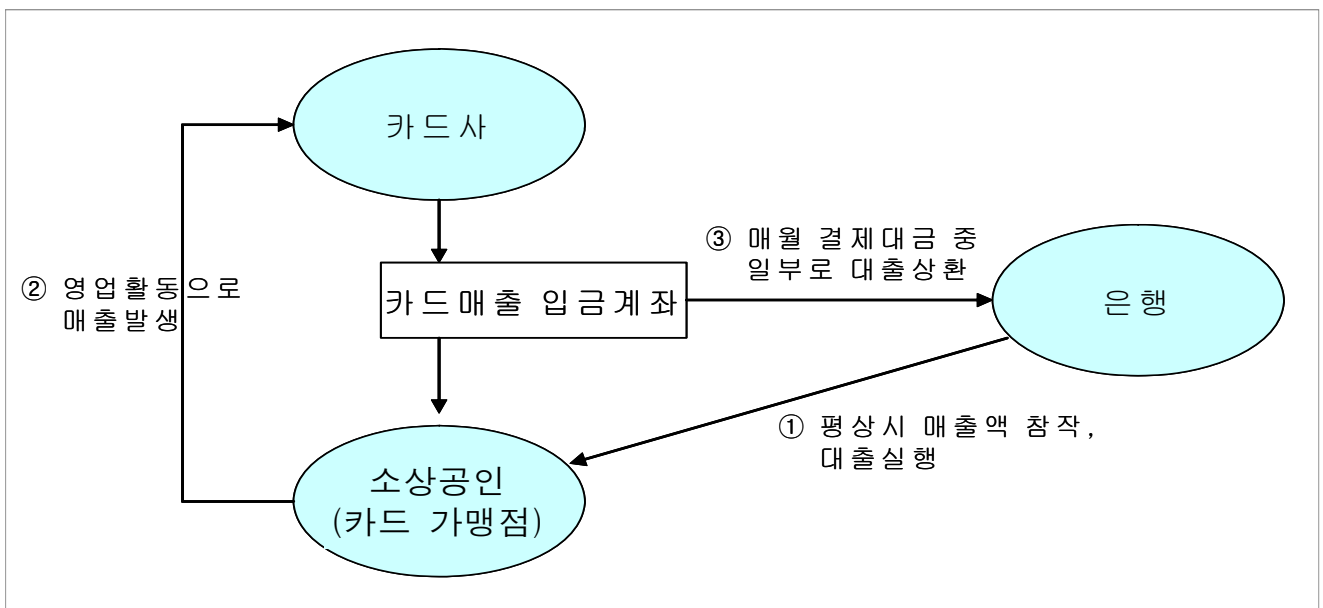 카드사
③ 매월 결제대금 중
일부로 대출상환
② 영업활동으로
매출발생
카드매출 입금계좌
은행
① 평상시 매출액 참작,
대출실행
소상공인
(카드 가맹점)